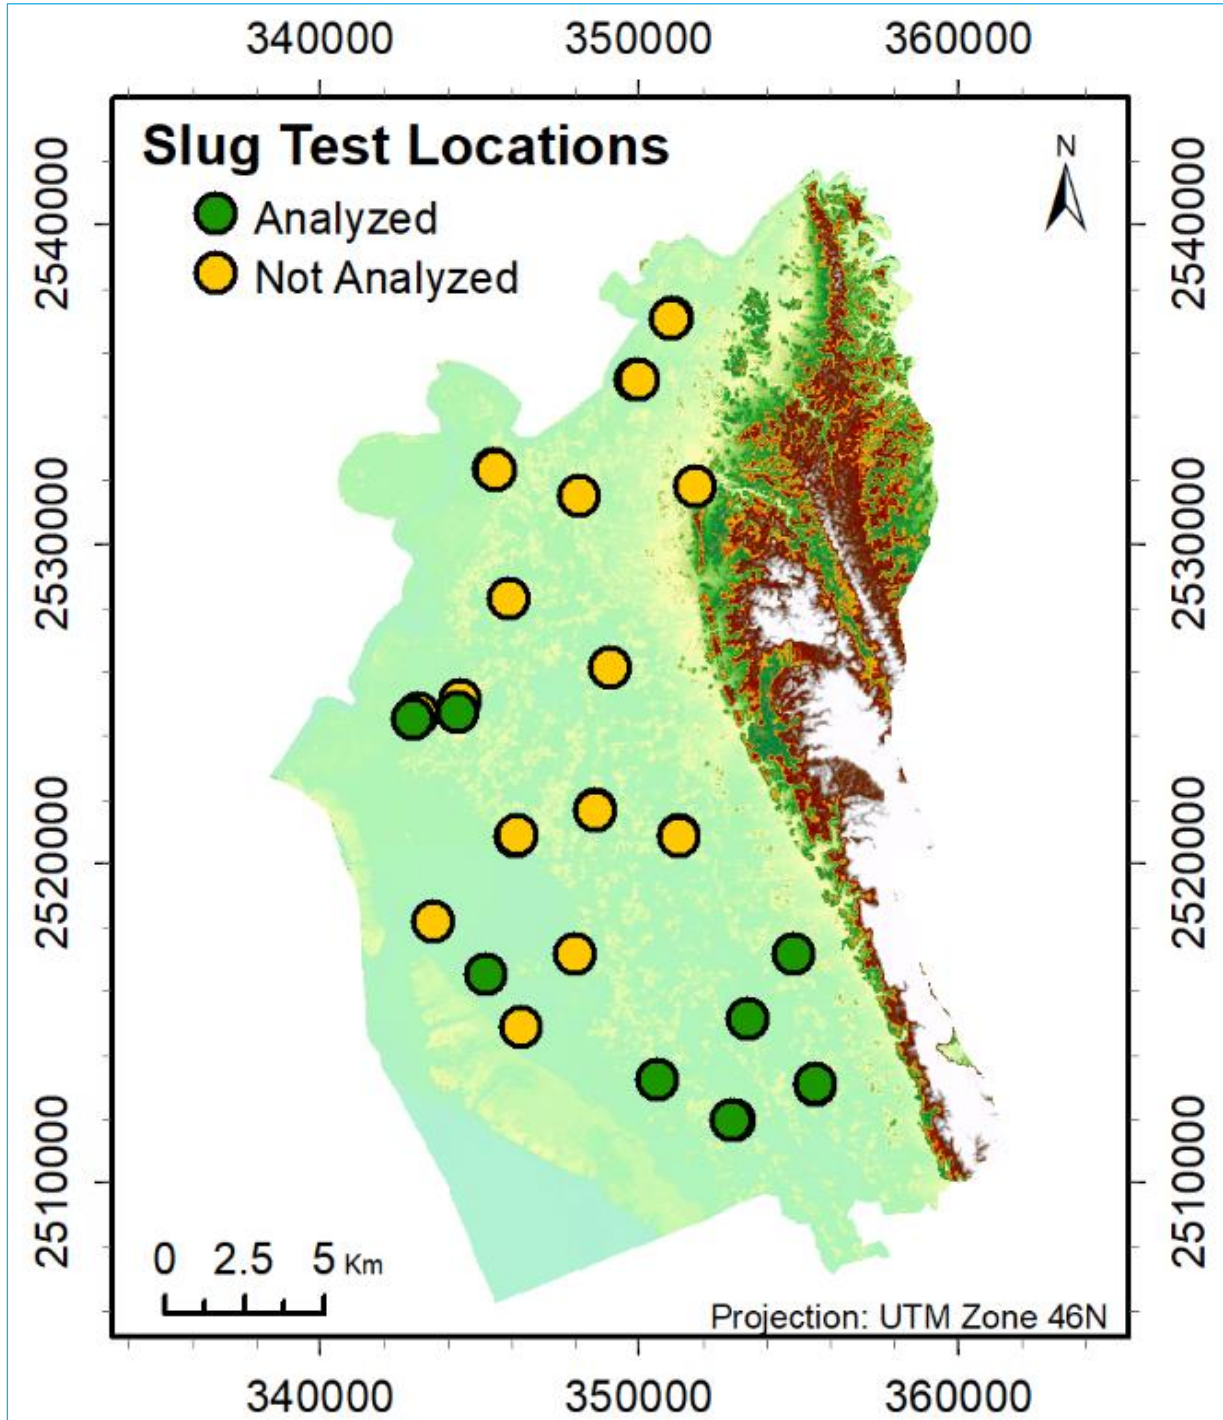 340000 350000 360000
Slug Test Locations
N
Analyzed
Not Analyzed
2540000 2540000
2530000 2530000
2520000 2520000
2510000 2510000
0 2.5 5 Km
Projection: UTM Zone 46N
340000 350000 360000